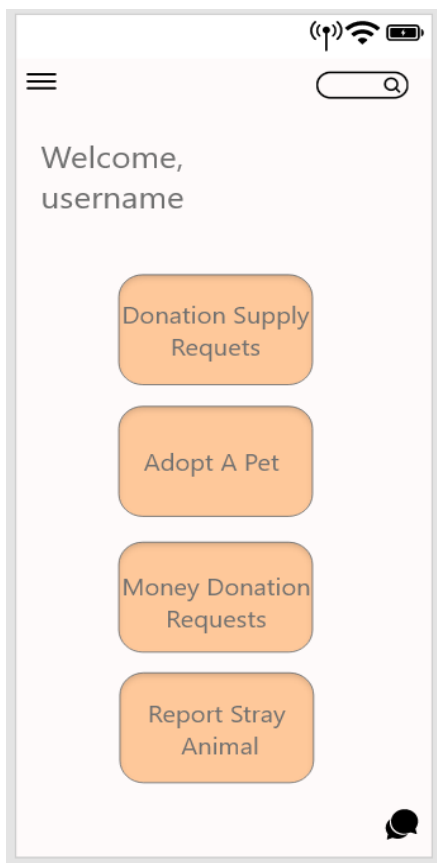 Welcome,
username
Donation Supply
Requets
Adopt A Pet
Money Donation
Requests
Report Stray
Animal